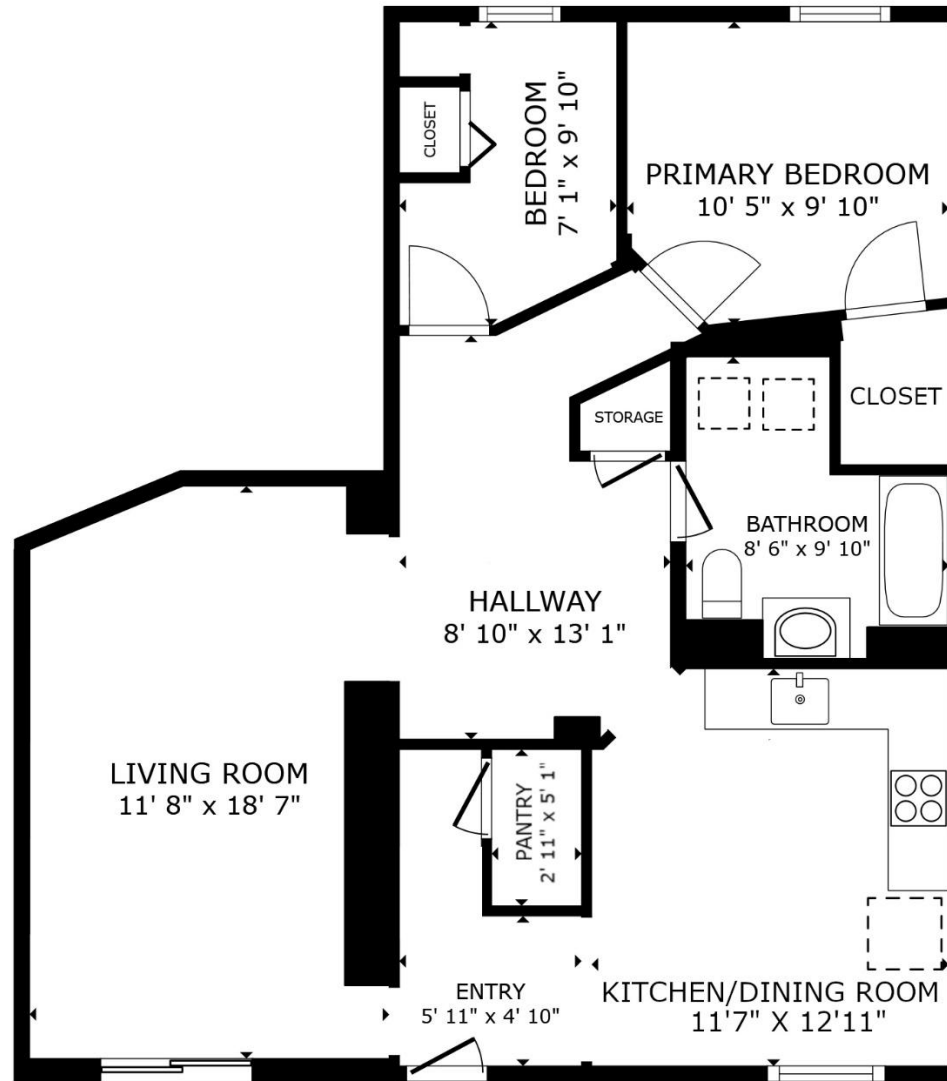 BEDROOM
7' 1" x 9' 10"
CLOSET
PRIMARY BEDROOM
10' 5" x 9' 10"
CLOSET
STORAGE
BATHROOM
8' 6" x 9' 10"
HALLWAY
8' 10" x 13' 1"
LIVING ROOM
11' 8" x 18' 7"
PANTRY
2' 11" x 5' 1"
ENTRY
5' 11" x 4' 10"
KITCHEN/DINING ROOM
11'7" X 12'11"